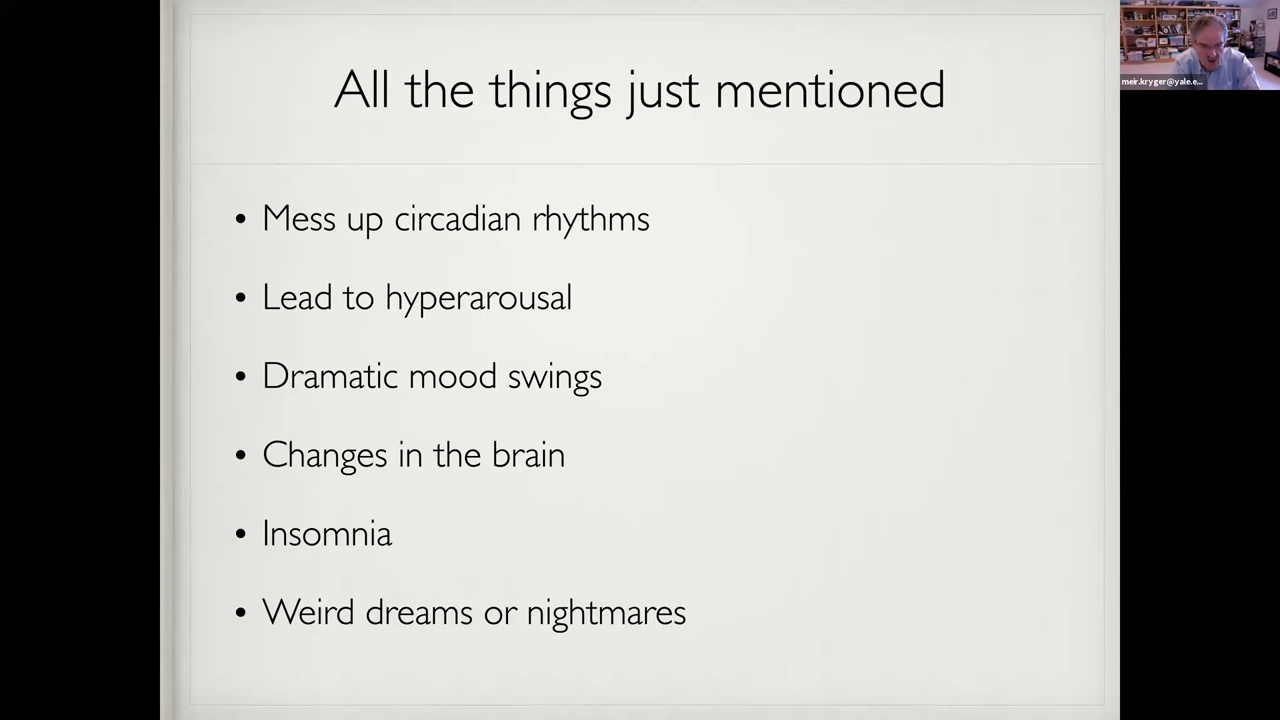 All the things just mentioned
• Mess up circadian rhythms
• Lead to hyperarousal
• Dramatic mood swings
• Changes in the brain
• Insomnia
• Weird dreams or nightmares
meir.kryger@yale.e...